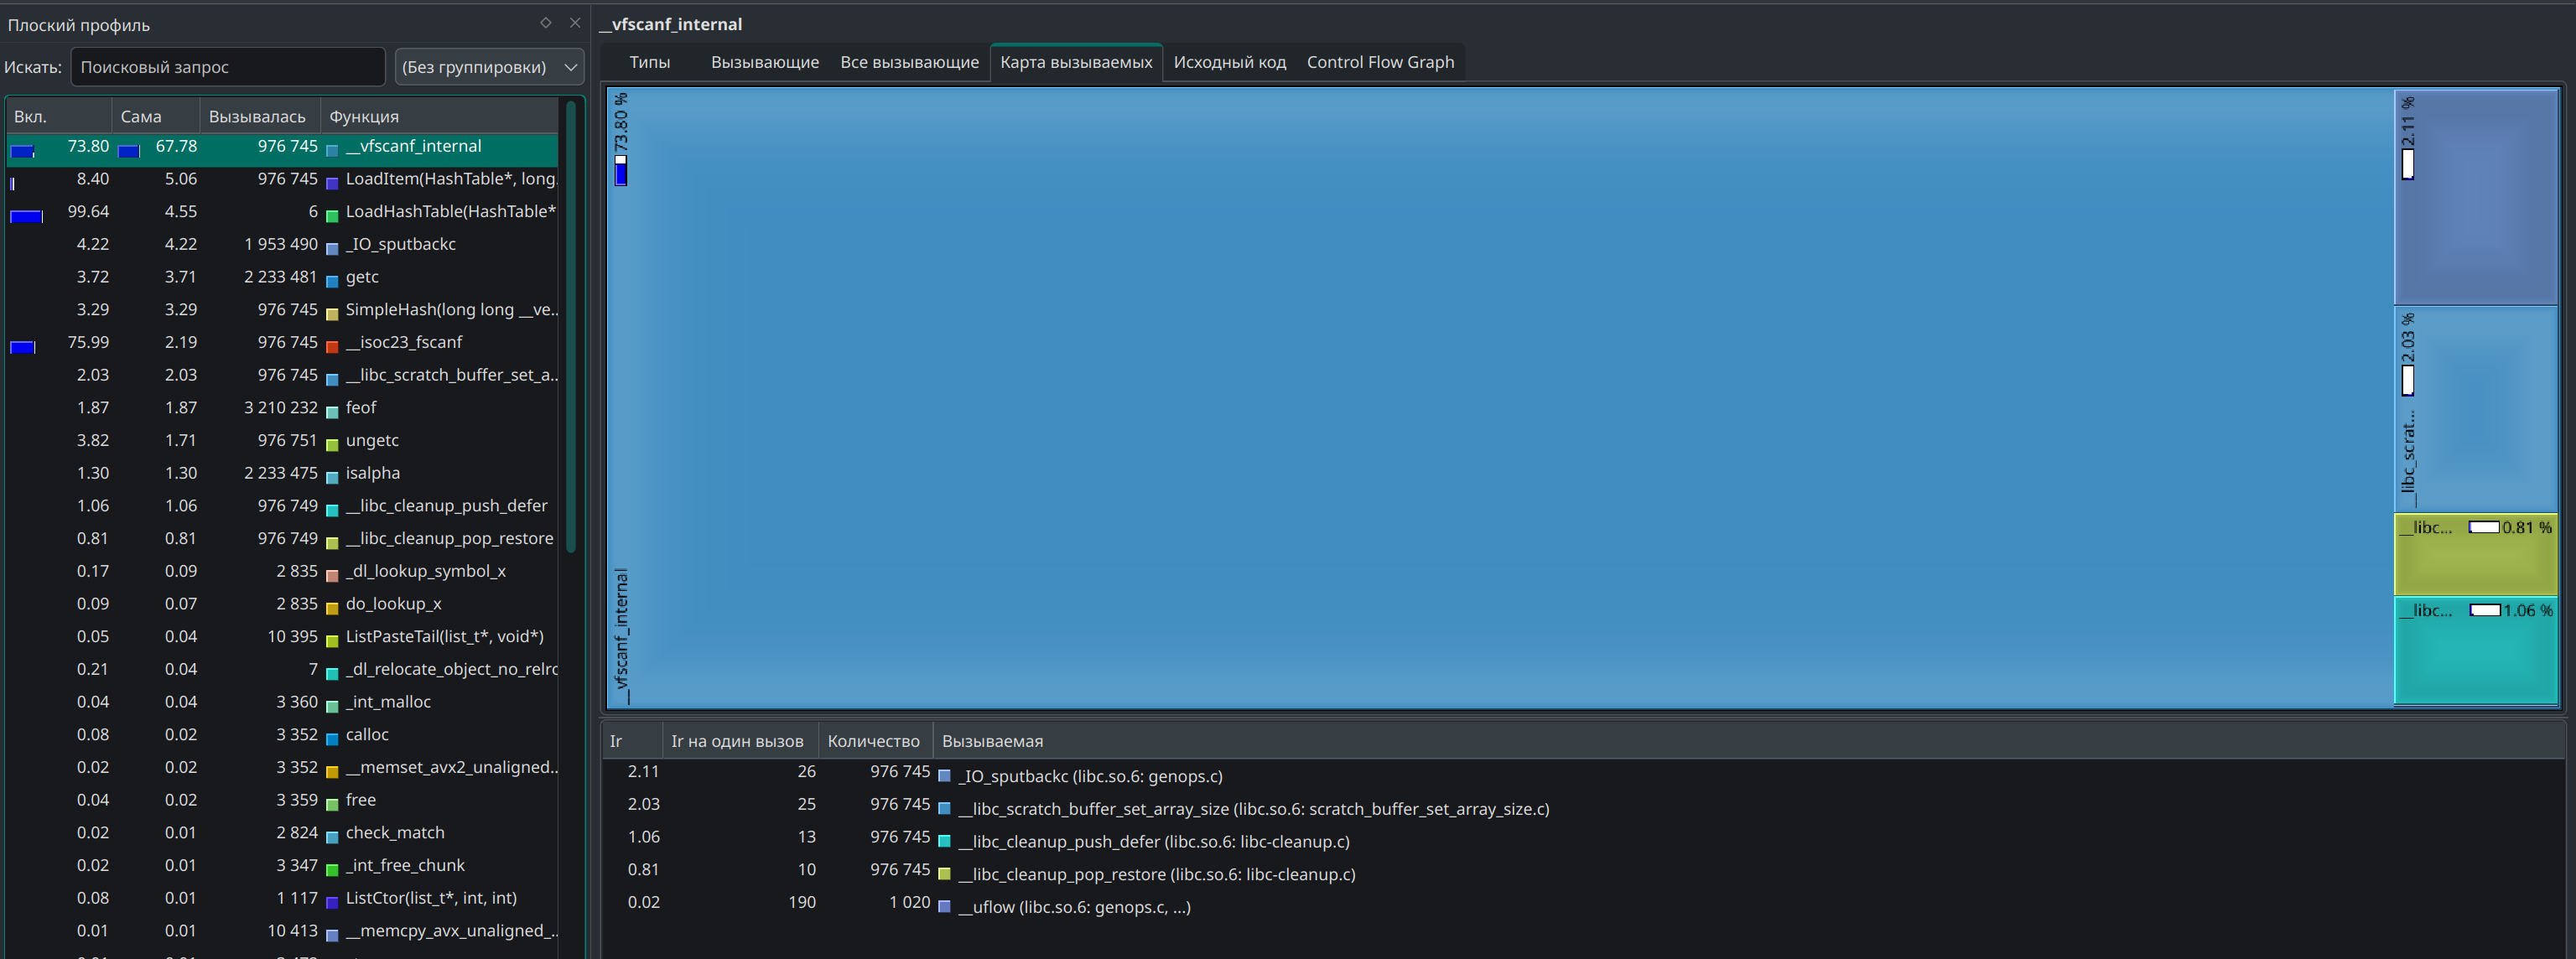 Плоский профиль
Искать: Поисковый запрос (Без группировки)
Вкл. Сама Вызывалась Функция
73.80 67.78 976 745 __vfscanf_internal
8.40 5.06 976 745 LoadItem(HashTable*, long
99.64 4.55 6 LoadHashTable(HashTable*
4.22 4.22 1 953 490 _IO_sputbackc
3.72 3.71 2 233 481 getc
3.29 3.29 976 745 SimpleHash(long long __ve...
75.99 2.19 976 745 __isoc23_fscanf
2.03 2.03 976 745 __libc_scratch_buffer_set_a...
1.87 1.87 3 210 232 feof
3.82 1.71 976 751 ungetc
1.30 1.30 2 233 475 isalpha
1.06 1.06 976 749 __libc_cleanup_push_defer
0.81 0.81 976 749 __libc_cleanup_pop_restore
0.17 0.09 2 835 _dl_lookup_symbol_x
0.09 0.07 2 835 do_lookup_x
0.05 0.04 10 395 ListPasteTail(list_t*, void*)
0.21 0.04 7 _dl_relocate_object_no_relrc
0.04 0.04 3 360 _int_malloc
0.08 0.02 3 352 calloc
0.02 0.02 3 352 __memset_avx2_unaligned...
0.04 0.02 3 359 free
0.02 0.01 2 824 check_match
0.02 0.01 3 347 _int_free_chunk
0.08 0.01 1 117 ListCtor(list_t*, int, int)
0.01 0.01 10 413 __memcpy_avx_unaligned_...
__vfscanf_internal
Типы Вызывающие Все вызывающие Карта вызываемых Исходный код Control Flow Graph
__vfscanf_internal 73.80 %
2.11 %
__libc_scrat... 2.03 %
__libc... 0.81 %
__libc... 1.06 %
Ir Ir на один вызов Количество Вызываемая
2.11 26 976 745 _IO_sputbackc (libc.so.6: genops.c)
2.03 25 976 745 __libc_scratch_buffer_set_array_size (libc.so.6: scratch_buffer_set_array_size.c)
1.06 13 976 745 __libc_cleanup_push_defer (libc.so.6: libc-cleanup.c)
0.81 10 976 745 __libc_cleanup_pop_restore (libc.so.6: libc-cleanup.c)
0.02 190 1 020 __uflow (libc.so.6: genops.c, ...)